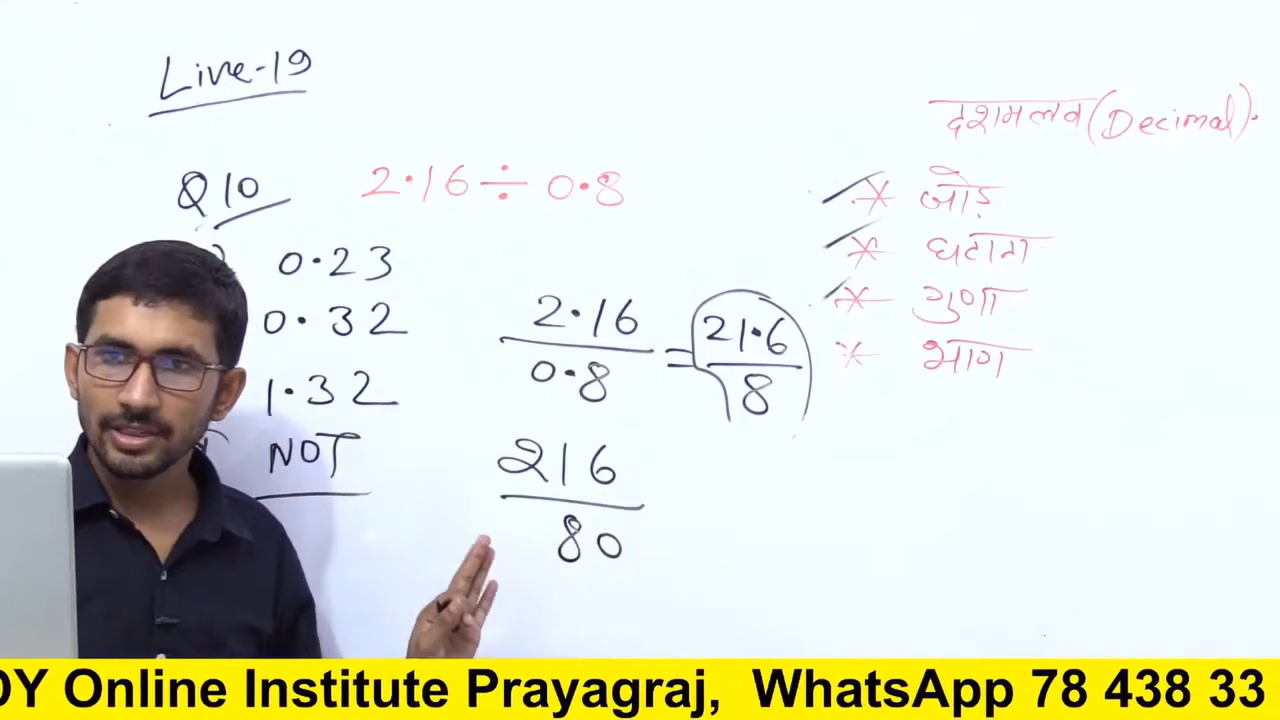 Live-19
दशमलव (Decimal).
Q10 2.16 ÷ 0.8
0.23
0.32
1.32
NOT
2.16 / 0.8 = 21.6 / 8
216 / 80
* जोड़
* घटाना
* गुणा
* भाग
OY Online Institute Prayagraj, WhatsApp 78 438 33